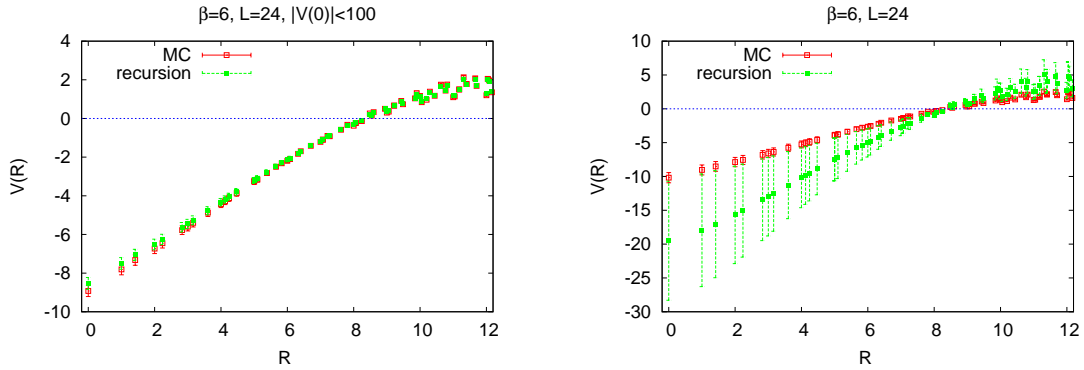 β=6, L=24, |V(0)|<100
4
2
0
-2
-4
-6
-8
-10
V(R)
MC
recursion
0 2 4 6 8 10 12
R
β=6, L=24
10
5
0
-5
-10
-15
-20
-25
-30
V(R)
MC
recursion
0 2 4 6 8 10 12
R